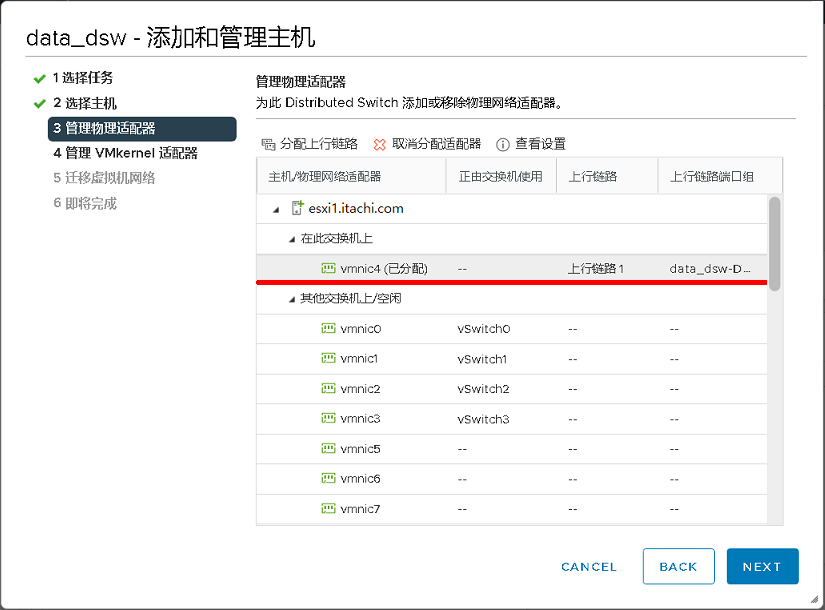 data_dsw - 添加和管理主机
1 选择任务
2 选择主机
3 管理物理适配器
4 管理 VMkernel 适配器
5 迁移虚拟机网络
6 即将完成
管理物理适配器
为此 Distributed Switch 添加或移除物理网络适配器。
分配上行链路 取消分配适配器 查看设置
主机/物理网络适配器 正由交换机使用 上行链路 上行链路端口组
esxi1.itachi.com
在此交换机上
vmnic4 (已分配) -- 上行链路 1 data_dsw-D...
其他交换机上/空闲
vmnic0 vSwitch0 -- --
vmnic1 vSwitch1 -- --
vmnic2 vSwitch2 -- --
vmnic3 vSwitch3 -- --
vmnic5 -- -- --
vmnic6 -- -- --
vmnic7 -- -- --
CANCEL BACK NEXT